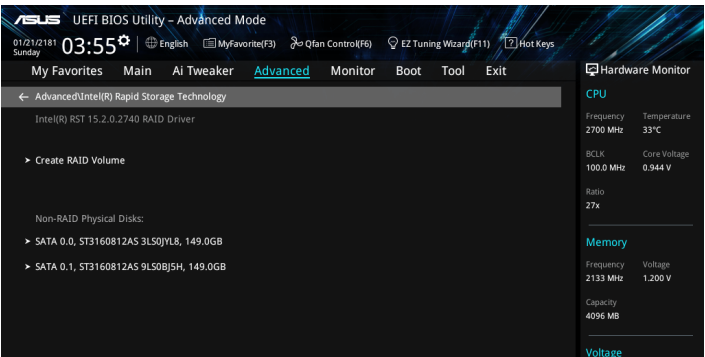 ASUS UEFI BIOS Utility – Advanced Mode
01/21/2181 Sunday 03:55 English MyFavorite(F3) Qfan Control(F6) EZ Tuning Wizard(F11) ? Hot Keys
My Favorites Main Ai Tweaker Advanced Monitor Boot Tool Exit
← Advanced\Intel(R) Rapid Storage Technology
Intel(R) RST 15.2.0.2740 RAID Driver
➤ Create RAID Volume
Non-RAID Physical Disks:
➤ SATA 0.0, ST3160812AS 3LS0JYL8, 149.0GB
➤ SATA 0.1, ST3160812AS 9LS0BJ5H, 149.0GB
Hardware Monitor
CPU
Frequency Temperature
2700 MHz 33°C
BCLK Core Voltage
100.0 MHz 0.944 V
Ratio
27x
Memory
Frequency Voltage
2133 MHz 1.200 V
Capacity
4096 MB
Voltage